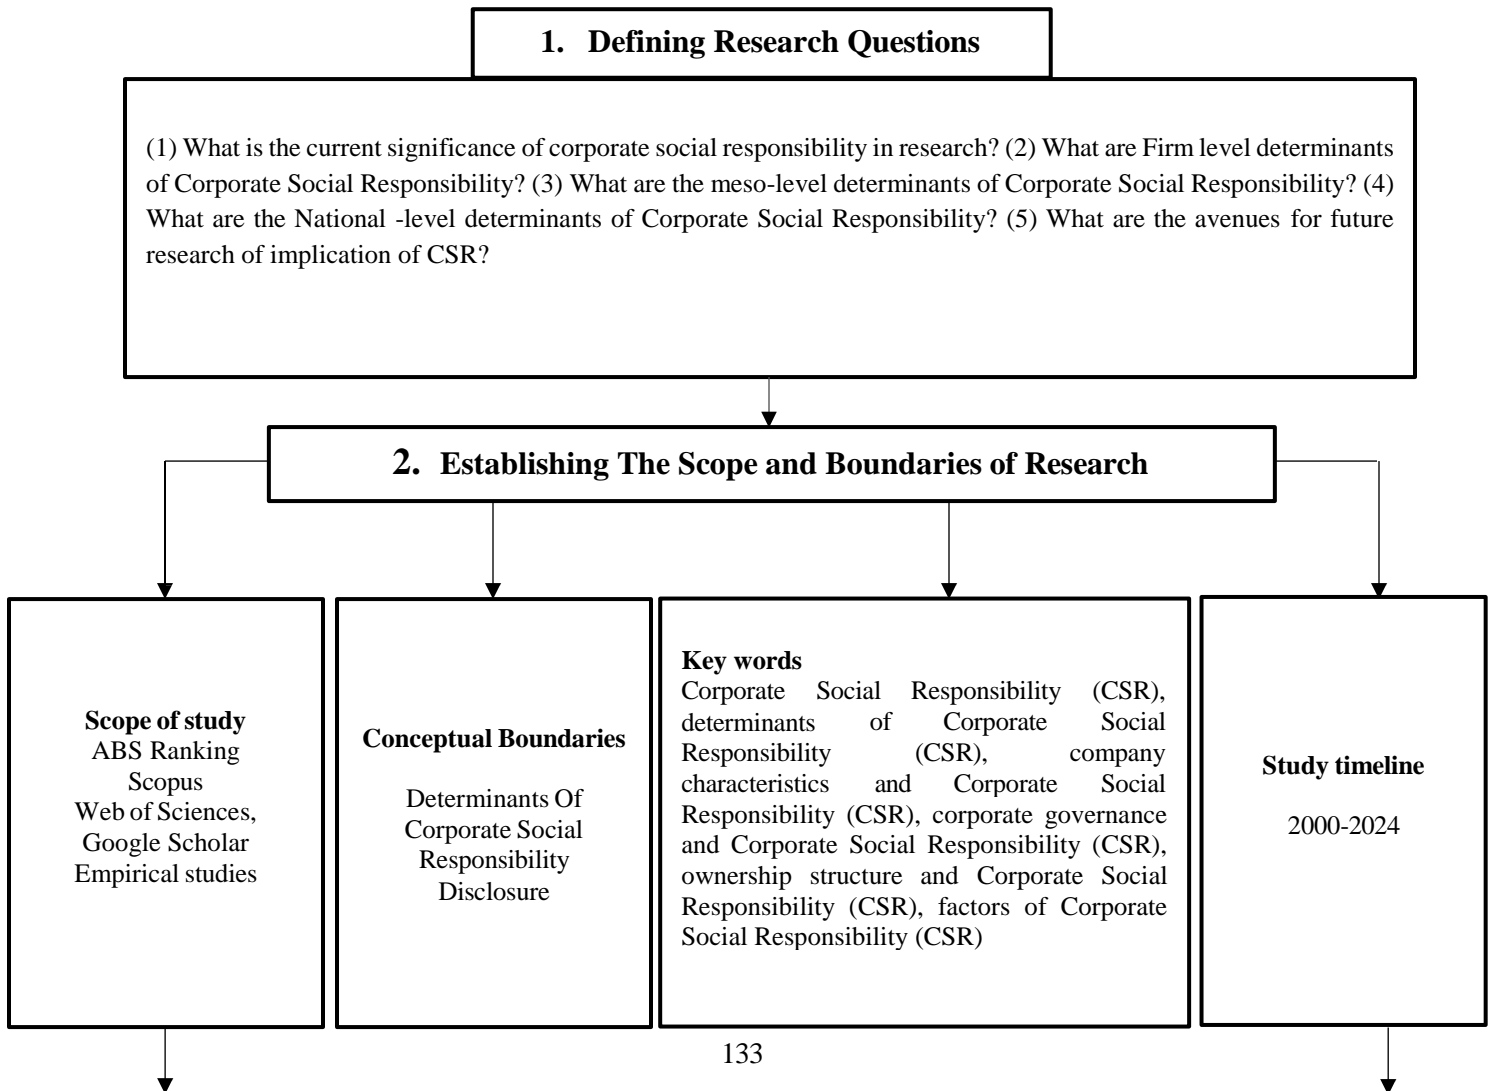 1. Defining Research Questions
(1) What is the current significance of corporate social responsibility in research? (2) What are Firm level determinants
of Corporate Social Responsibility? (3) What are the meso-level determinants of Corporate Social Responsibility? (4)
What are the National -level determinants of Corporate Social Responsibility? (5) What are the avenues for future
research of implication of CSR?
2. Establishing The Scope and Boundaries of Research
Scope of study
ABS Ranking
Scopus
Web of Sciences,
Google Scholar
Empirical studies
Conceptual Boundaries
Determinants Of
Corporate Social
Responsibility
Disclosure
Key words
Corporate Social Responsibility (CSR),
determinants of Corporate Social
Responsibility (CSR), company
characteristics and Corporate Social
Responsibility (CSR), corporate governance
and Corporate Social Responsibility (CSR),
ownership structure and Corporate Social
Responsibility (CSR), factors of Corporate
Social Responsibility (CSR)
Study timeline
2000-2024
133